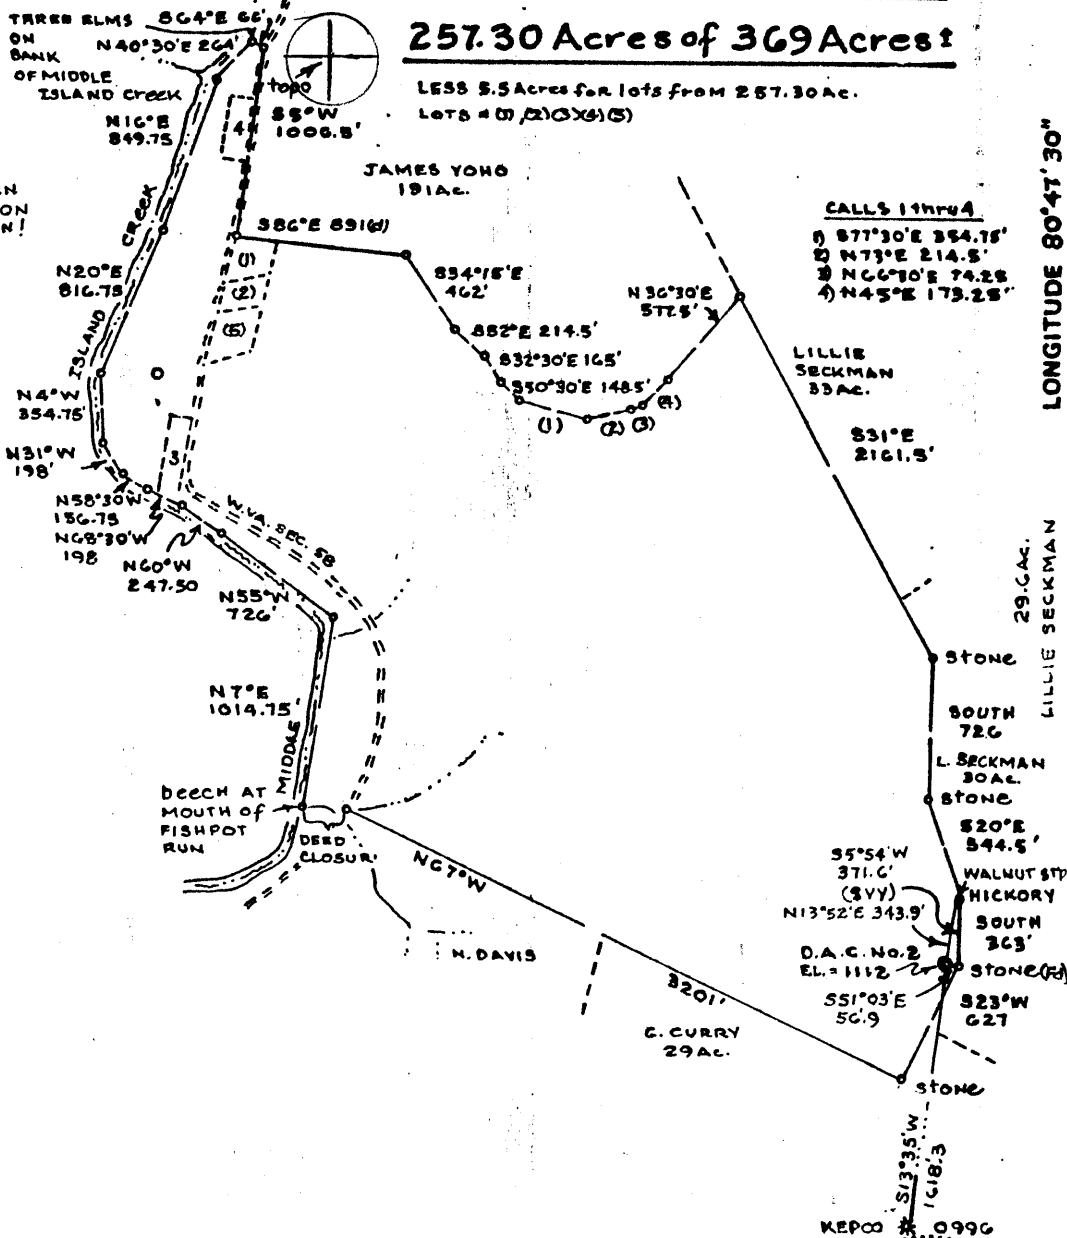 THREE ELMS
ON
BANK
OF MIDDLE
ISLAND CREEK
S64°E 66'
N40°30'E 264'
topo
257.30 Acres of 369 Acres±
LESS 5.5 Acres for lots from 257.30 Ac.
LOTS # (1) (2)(3)(4)(5)
N16°E
849.75
4
S5°W
1006.5'
JAMES YOHO
191 Ac.
N
ON
N!
CREEK
ISLAND
S86°E 891(d)
(1)
(2)
(5)
3
N20°E
816.75
S34°15'E
462'
S52°E 214.5'
S32°30'E 165'
S50°30'E 148.5'
(1)
(2)
(3)
(4)
N36°30'E
577.5'
CALLS 1 thru 4
1) S77°30'E 354.75'
2) N73°E 214.5'
3) N66°30'E 74.25
4) N45°E 173.25'
LONGITUDE 80°47'30"
LILLIE
SECKMAN
33 Ac.
S31°E
2161.5'
N4°W
354.75'
N31°W
198'
N58°30'W
156.75
N68°30'W
198
N60°W
247.50
W.VA. SEC. 58
N55°W
726'
29.6 Ac.
LILLIE SECKMAN
STONE
N7°E
1014.75'
MIDDLE
SOUTH
726
L. SECKMAN
30 Ac.
STONE
beech AT
MOUTH of
FISHPOT
RUN
DEED
CLOSUR
N67°W
3201'
S20°E
544.5'
S5°54'W
371.6'
(SVY)
WALNUT STP
HICKORY
N13°52'E 343.9'
SOUTH
363'
D.A.C. No. 2
EL. = 1112
STONE (Fd)
S51°03'E
56.9
S23°W
627
H. DAVIS
G. CURRY
29 Ac.
STONE
S13°35'W
1618.3
KEPCO # 0996